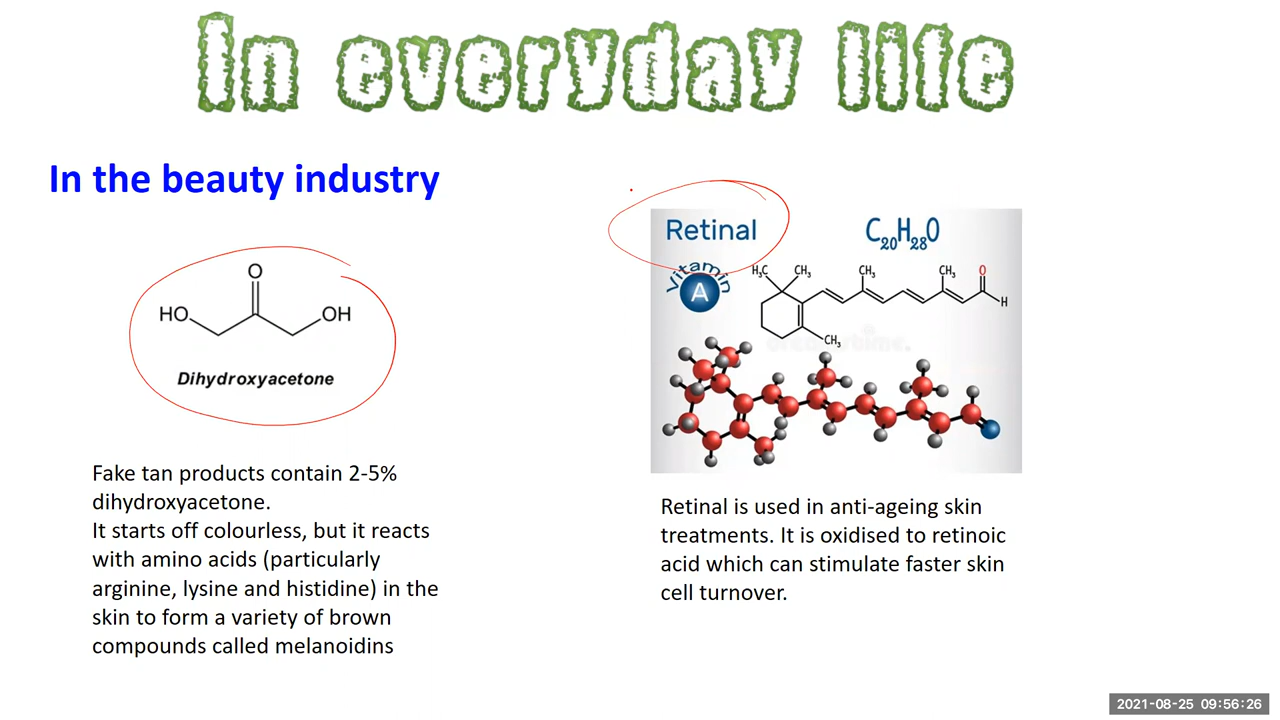 In everyday life
In the beauty industry
O
HO
OH
Dihydroxyacetone
Fake tan products contain 2-5%
dihydroxyacetone.
It starts off colourless, but it reacts
with amino acids (particularly
arginine, lysine and histidine) in the
skin to form a variety of brown
compounds called melanoidins
Retinal
C20H28O
Vitamin
A
H3C
CH3
CH3
CH3
O
H
CH3
Retinal is used in anti-ageing skin
treatments. It is oxidised to retinoic
acid which can stimulate faster skin
cell turnover.
2021-08-25 09:56:26